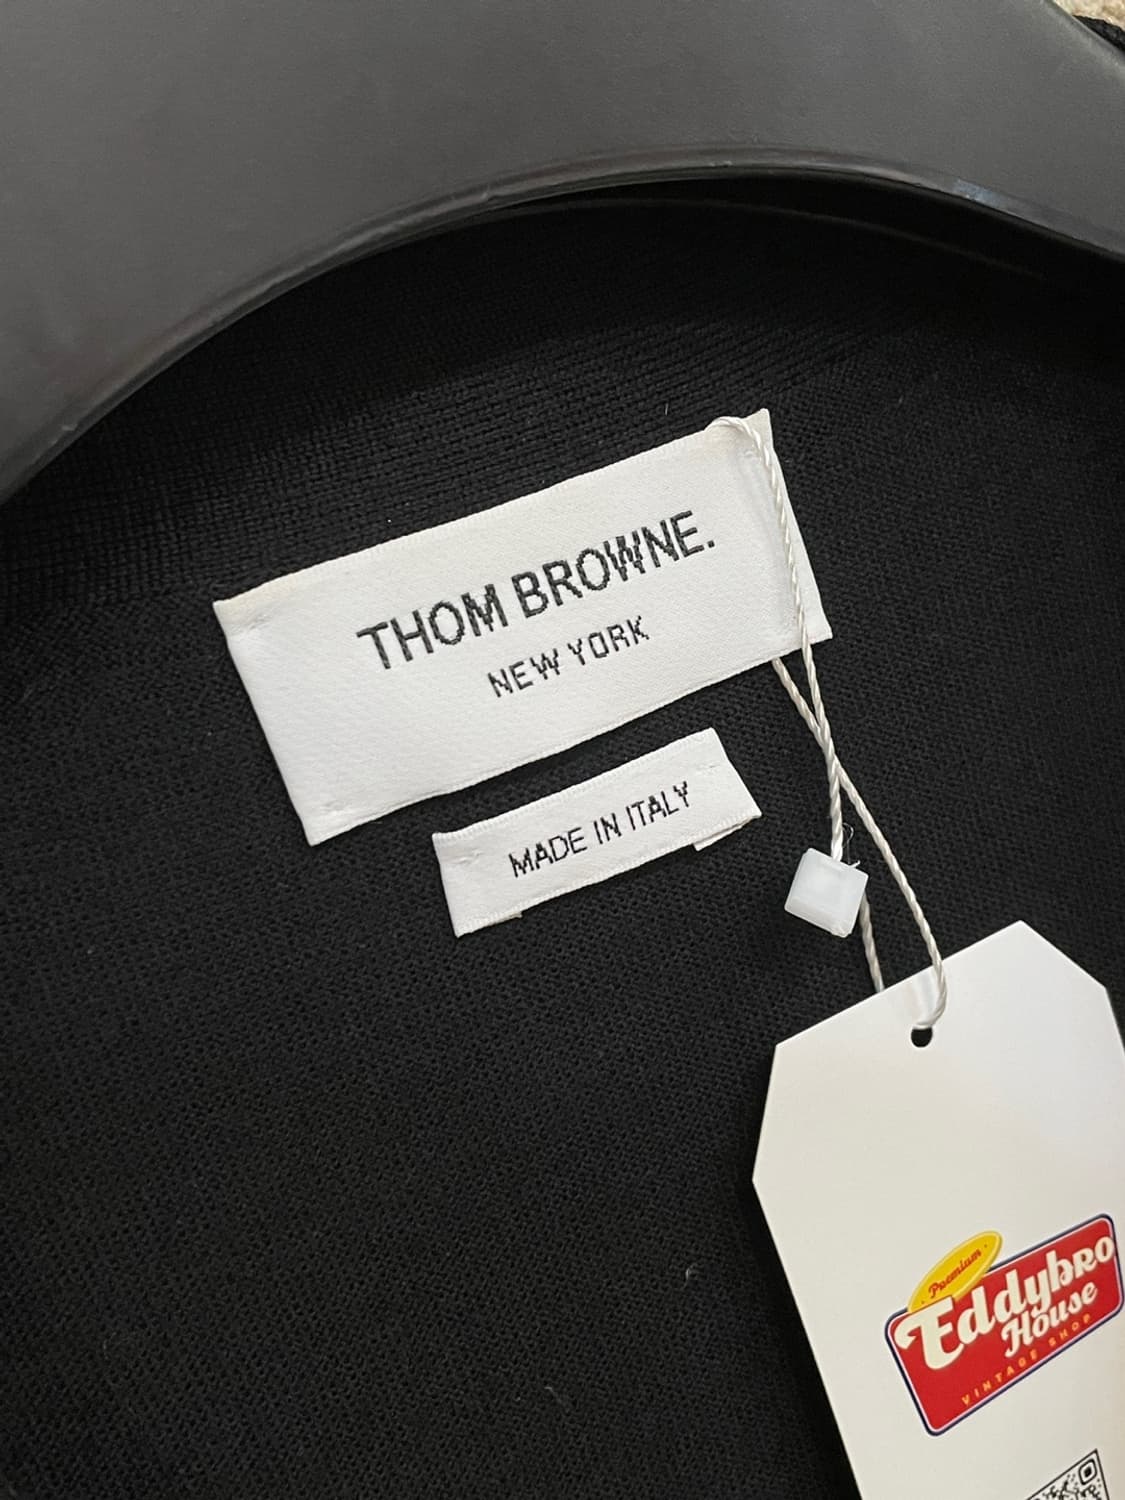 THOM BROWNE.
NEW YORK
MADE IN ITALY
Premium
Eddybro
House
VINTAGE SHOP